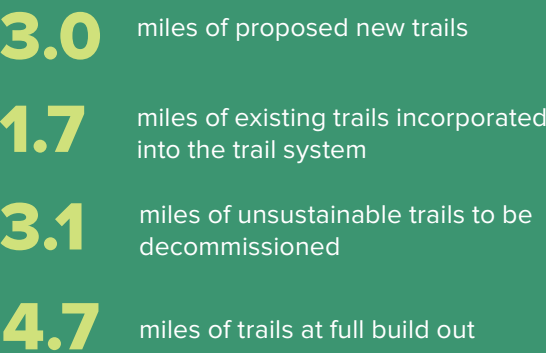 3.0 miles of proposed new trails
1.7 miles of existing trails incorporated
into the trail system
3.1 miles of unsustainable trails to be
decommissioned
4.7 miles of trails at full build out